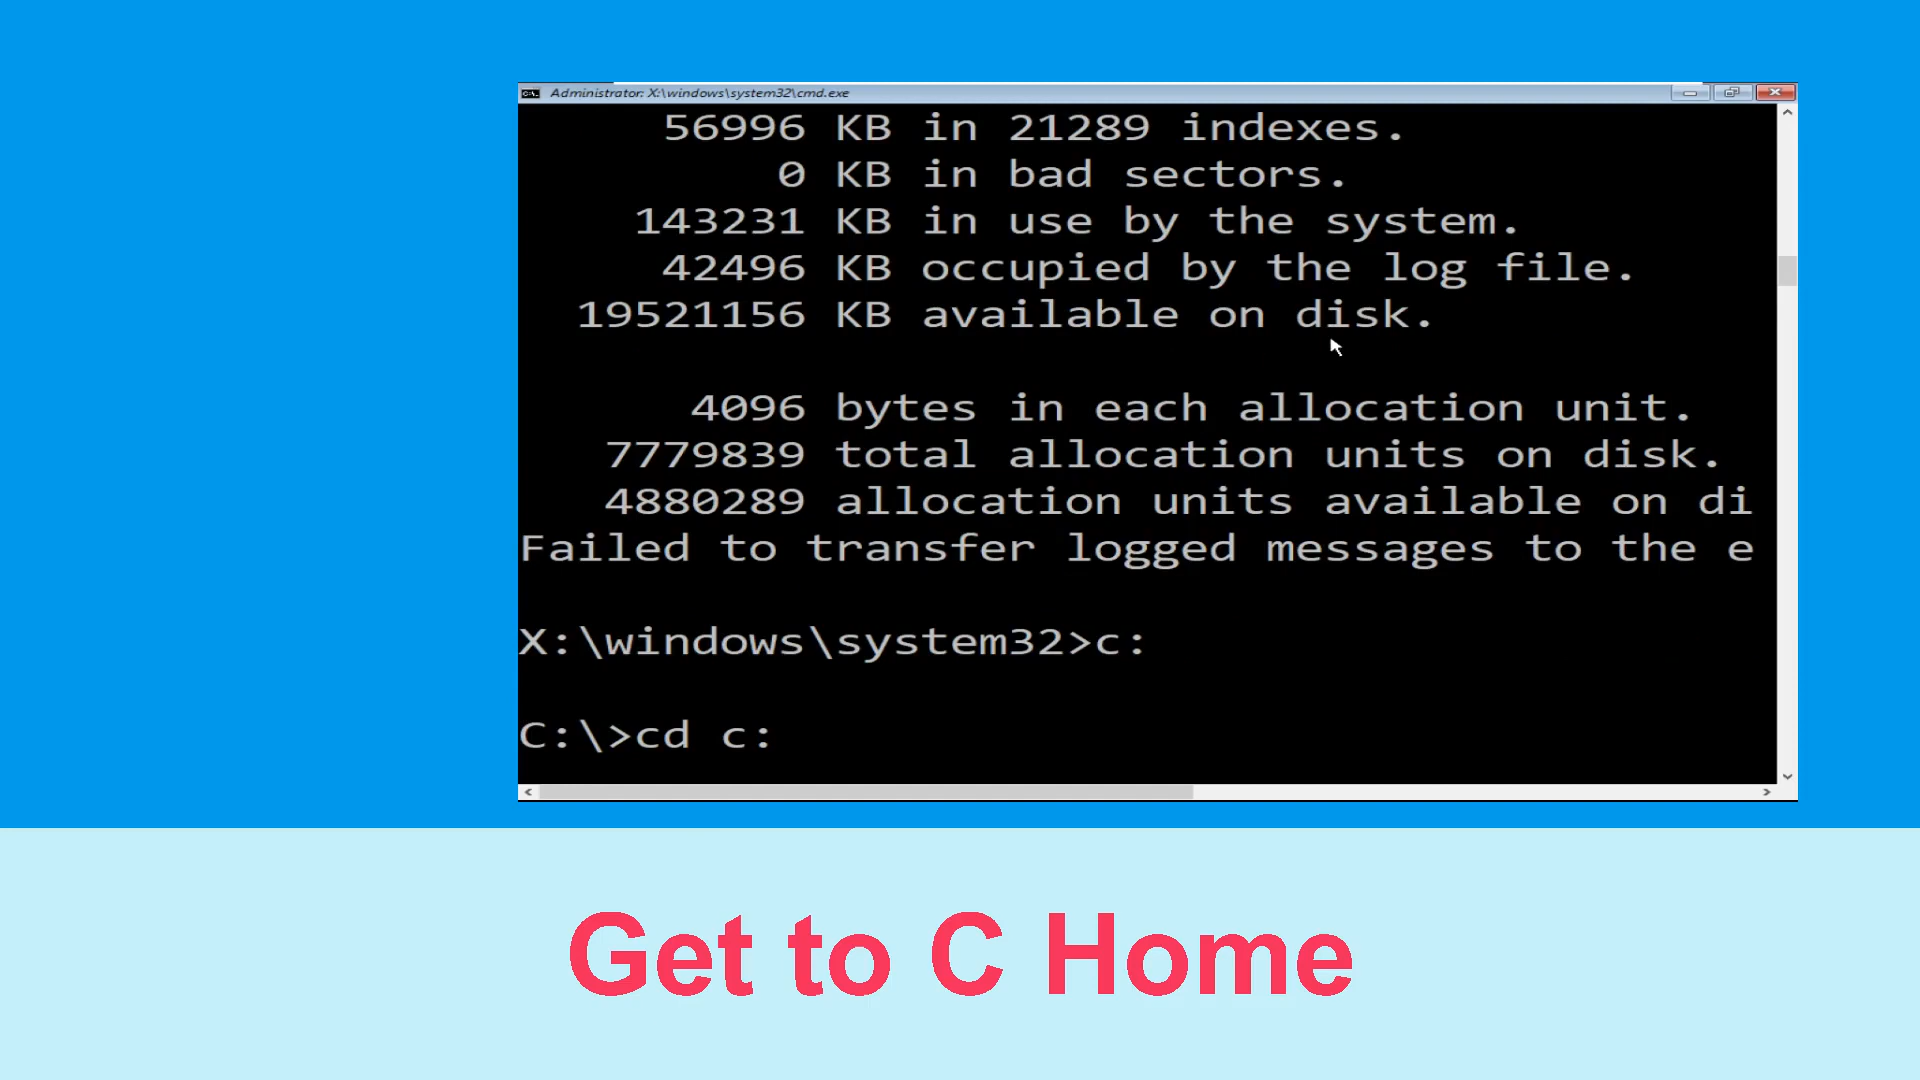 Administrator: X:\windows\system32\cmd.exe
56996 KB in 21289 indexes.
0 KB in bad sectors.
143231 KB in use by the system.
42496 KB occupied by the log file.
19521156 KB available on disk.
4096 bytes in each allocation unit.
7779839 total allocation units on disk.
4880289 allocation units available on di
Failed to transfer logged messages to the e
X:\windows\system32>c:
C:\>cd c:
Get to C Home